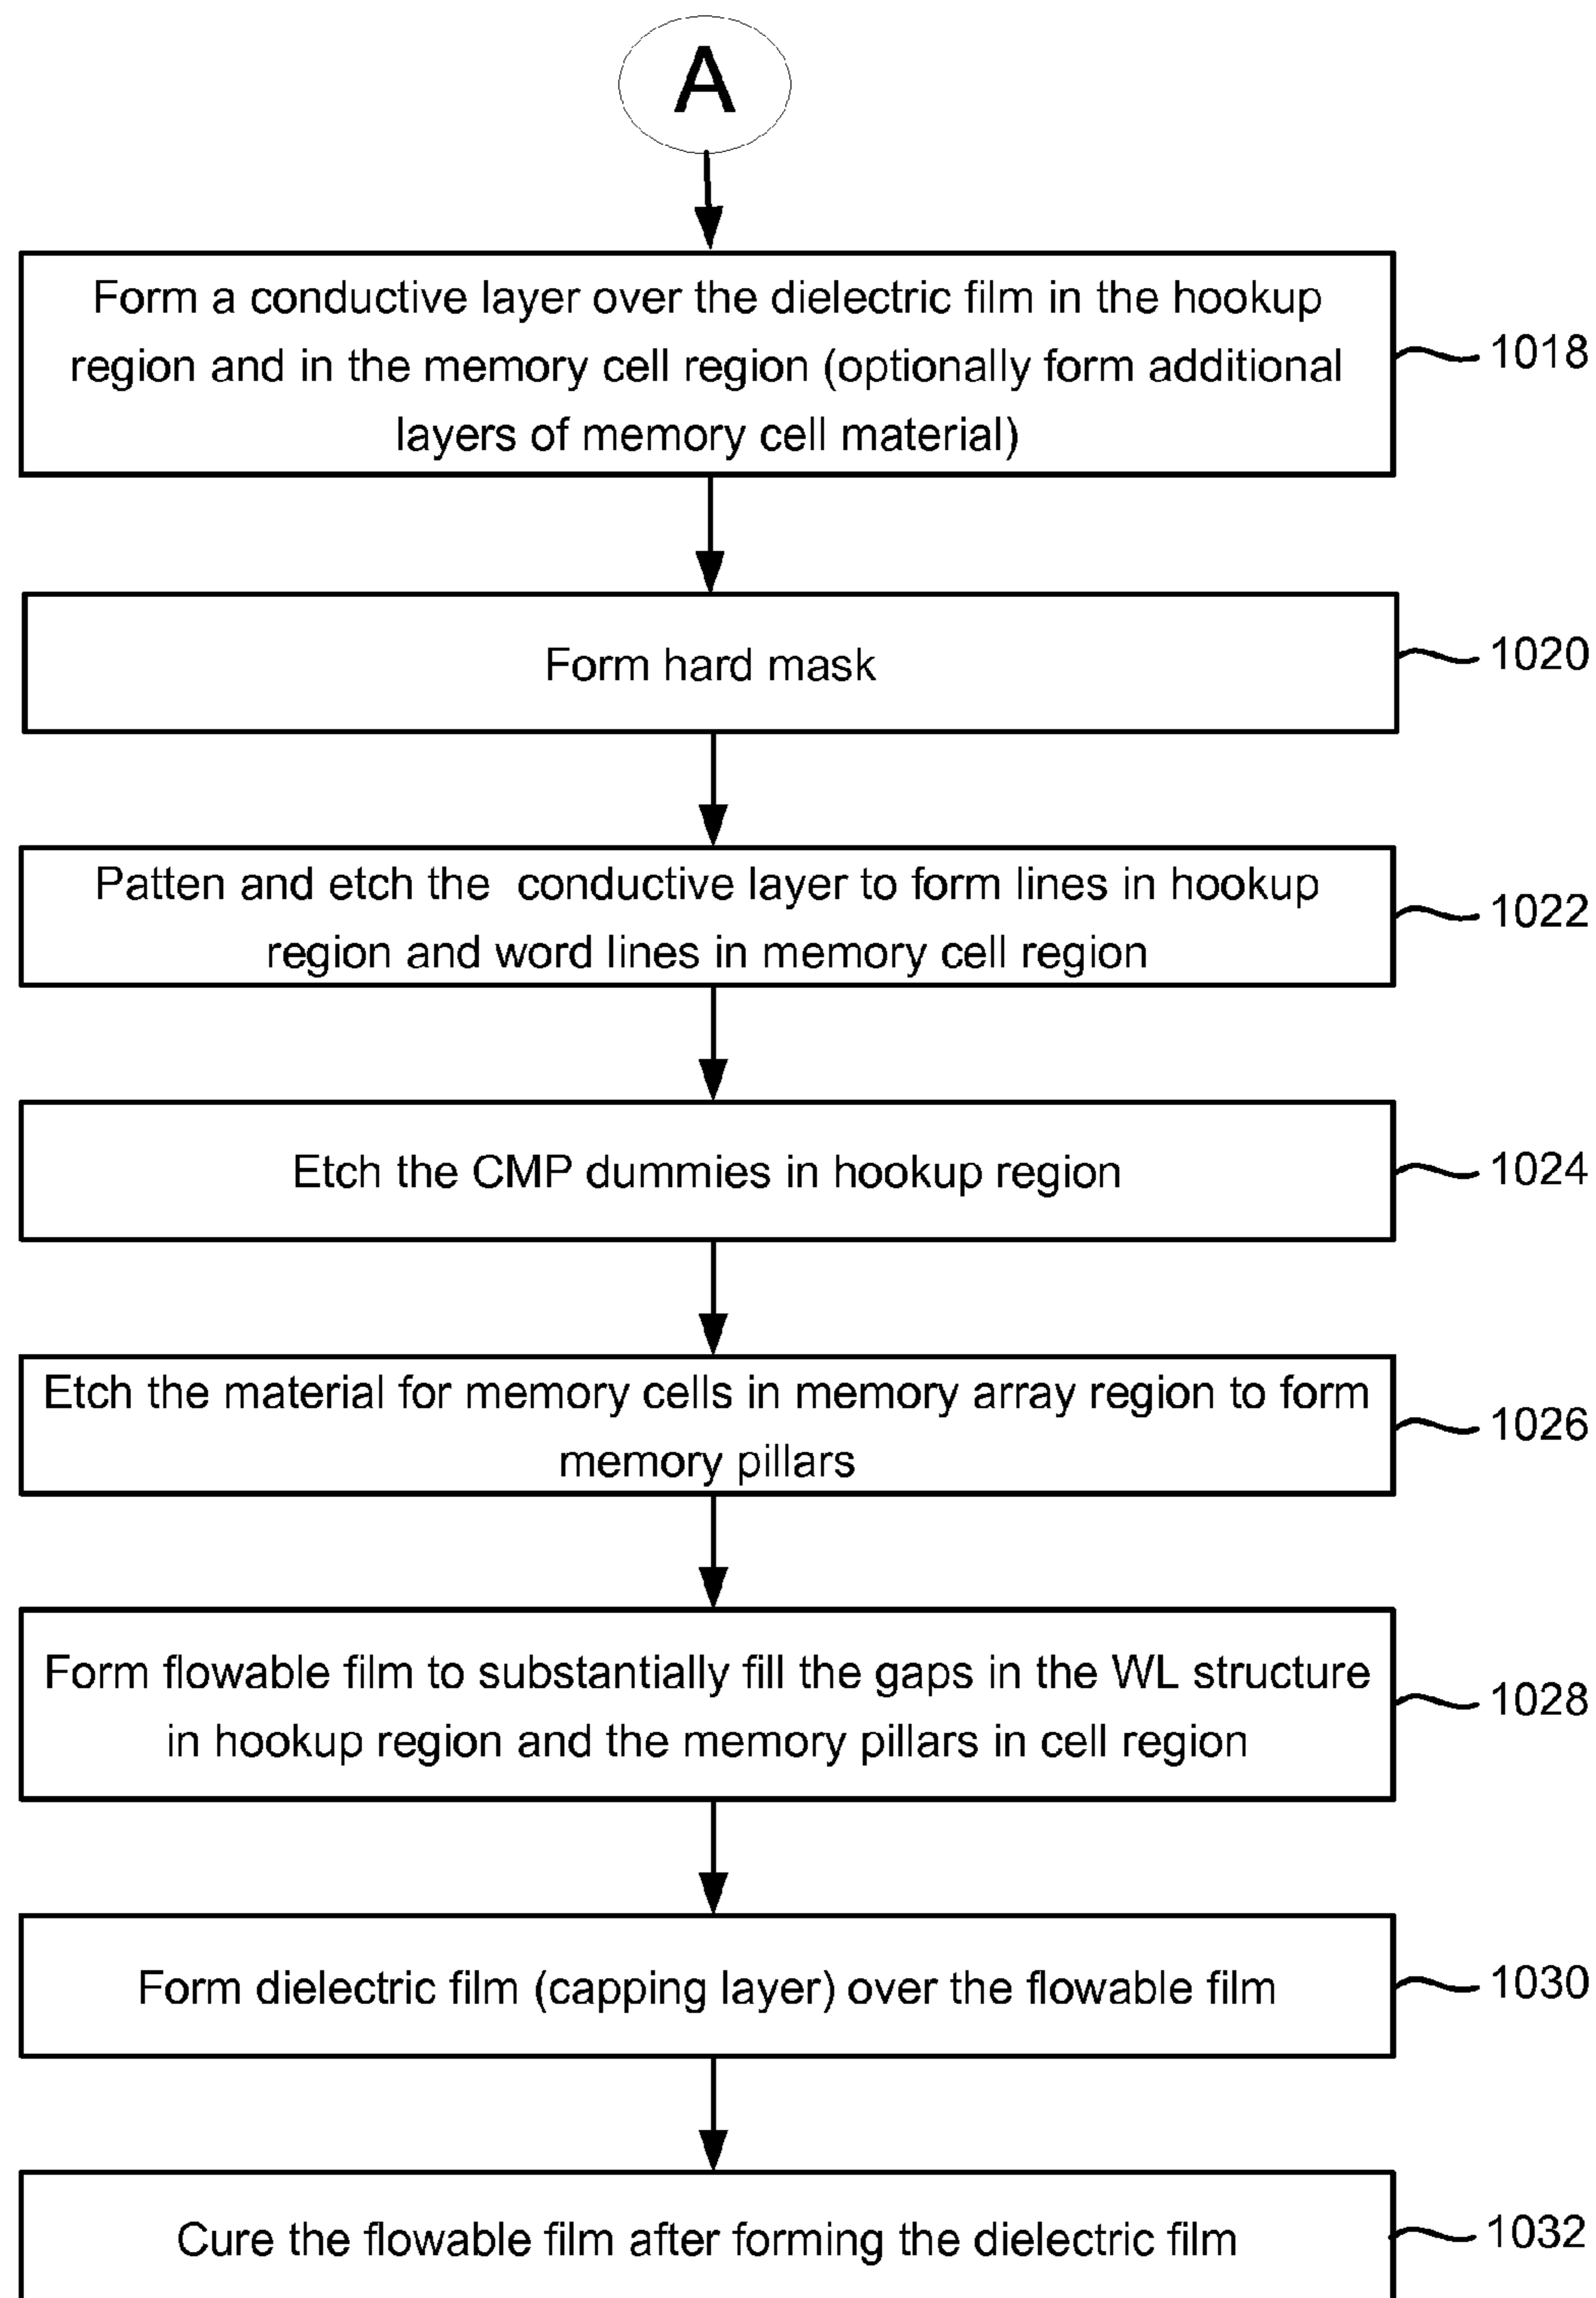 A
Form a conductive layer over the dielectric film in the hookup
region and in the memory cell region (optionally form additional
layers of memory cell material)
1018
Form hard mask
1020
Patten and etch the conductive layer to form lines in hookup
region and word lines in memory cell region
1022
Etch the CMP dummies in hookup region
1024
Etch the material for memory cells in memory array region to form
memory pillars
1026
Form flowable film to substantially fill the gaps in the WL structure
in hookup region and the memory pillars in cell region
1028
Form dielectric film (capping layer) over the flowable film
1030
Cure the flowable film after forming the dielectric film
1032